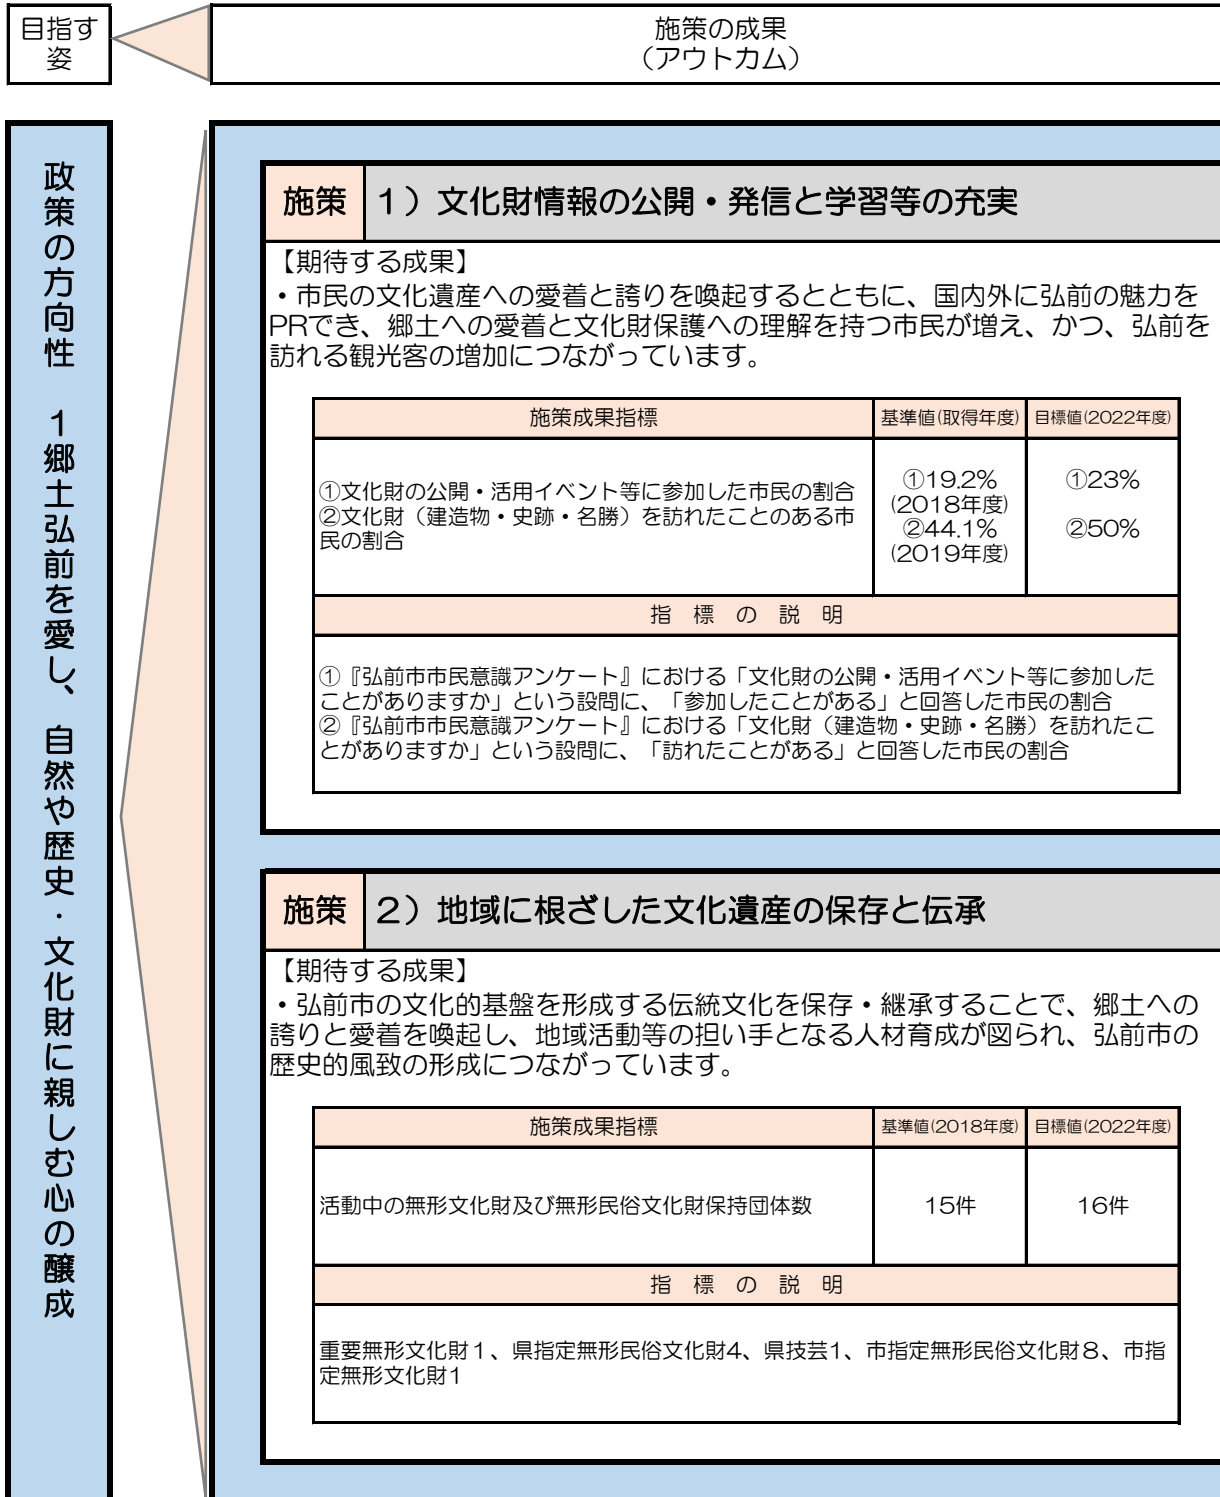 目指す
姿
施策の成果
（アウトカム）
政策の方向性　１郷土弘前を愛し、自然や歴史・文化財に親しむ心の醸成
施策
１）文化財情報の公開・発信と学習等の充実
【期待する成果】
・市民の文化遺産への愛着と誇りを喚起するとともに、国内外に弘前の魅力を
PRでき、郷土への愛着と文化財保護への理解を持つ市民が増え、かつ、弘前を
訪れる観光客の増加につながっています。
施策成果指標
基準値(取得年度)
目標値(2022年度)
①文化財の公開・活用イベント等に参加した市民の割合
②文化財（建造物・史跡・名勝）を訪れたことのある市
民の割合
①19.2%
(2018年度)
②44.1%
(2019年度)
①23%
②50%
指　標　の　説　明
①『弘前市市民意識アンケート』における「文化財の公開・活用イベント等に参加した
ことがありますか」という設問に、「参加したことがある」と回答した市民の割合
②『弘前市市民意識アンケート』における「文化財（建造物・史跡・名勝）を訪れたこ
とがありますか」という設問に、「訪れたことがある」と回答した市民の割合
施策
２）地域に根ざした文化遺産の保存と伝承
【期待する成果】
・弘前市の文化的基盤を形成する伝統文化を保存・継承することで、郷土への
誇りと愛着を喚起し、地域活動等の担い手となる人材育成が図られ、弘前市の
歴史的風致の形成につながっています。
施策成果指標
基準値(2018年度)
目標値(2022年度)
活動中の無形文化財及び無形民俗文化財保持団体数
15件
16件
指　標　の　説　明
重要無形文化財１、県指定無形民俗文化財4、県技芸1、市指定無形民俗文化財８、市指
定無形文化財1